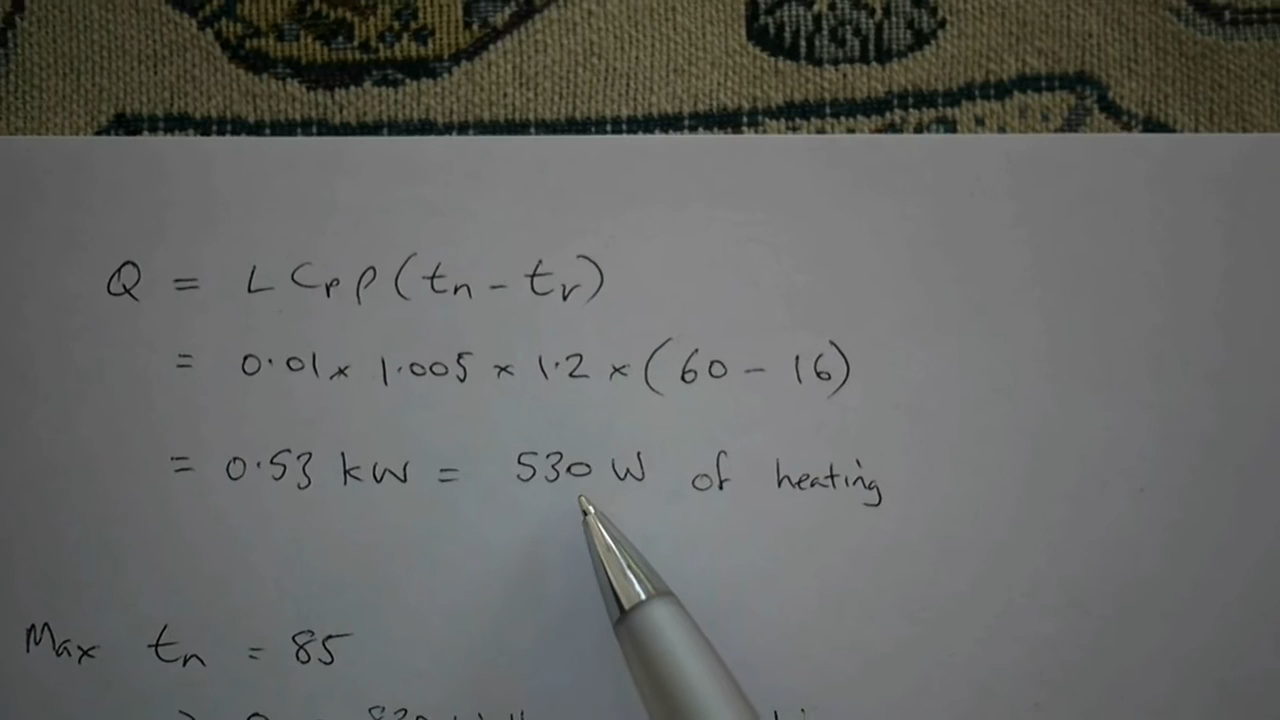 Q = L Cp ρ (tn - tr)
= 0.01 x 1.005 x 1.2 x (60 - 16)
= 0.53 kW = 530 W of heating
Max tn = 85